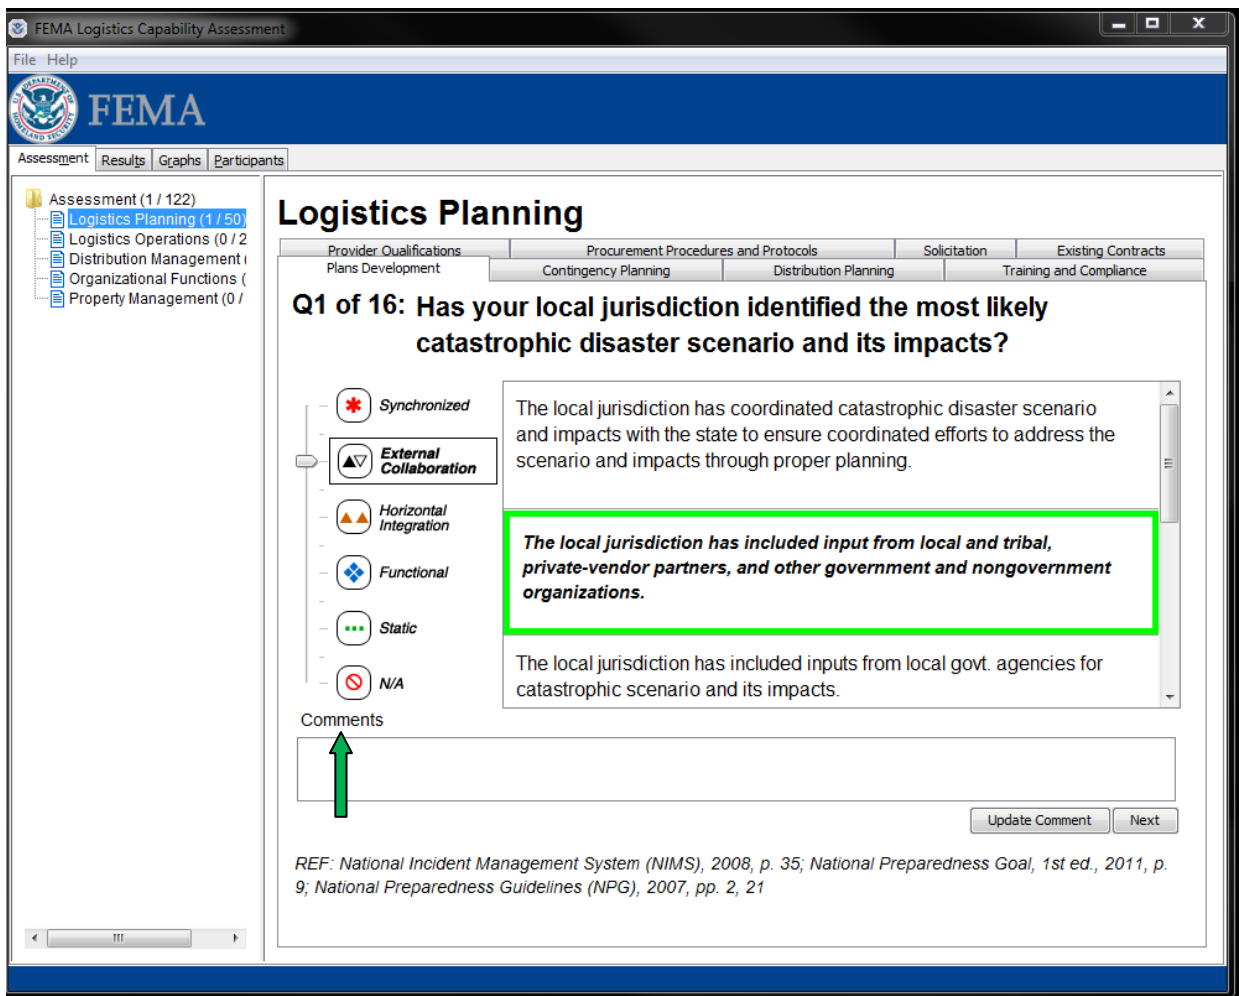 FEMA Logistics Capability Assessment
File Help
FEMA
Assessment Results Graphs Participants
Assessment (1 / 122)
Logistics Planning (1 / 50)
Logistics Operations (0 / 2
Distribution Management (
Organizational Functions (
Property Management (0 /
Logistics Planning
Provider Qualifications Procurement Procedures and Protocols Solicitation Existing Contracts
Plans Development Contingency Planning Distribution Planning Training and Compliance
Q1 of 16: Has your local jurisdiction identified the most likely
catastrophic disaster scenario and its impacts?
Synchronized
External
Collaboration
Horizontal
Integration
Functional
Static
N/A
The local jurisdiction has coordinated catastrophic disaster scenario
and impacts with the state to ensure coordinated efforts to address the
scenario and impacts through proper planning.
The local jurisdiction has included input from local and tribal,
private-vendor partners, and other government and nongovernment
organizations.
The local jurisdiction has included inputs from local govt. agencies for
catastrophic scenario and its impacts.
Comments
Update Comment Next
REF: National Incident Management System (NIMS), 2008, p. 35; National Preparedness Goal, 1st ed., 2011, p.
9; National Preparedness Guidelines (NPG), 2007, pp. 2, 21